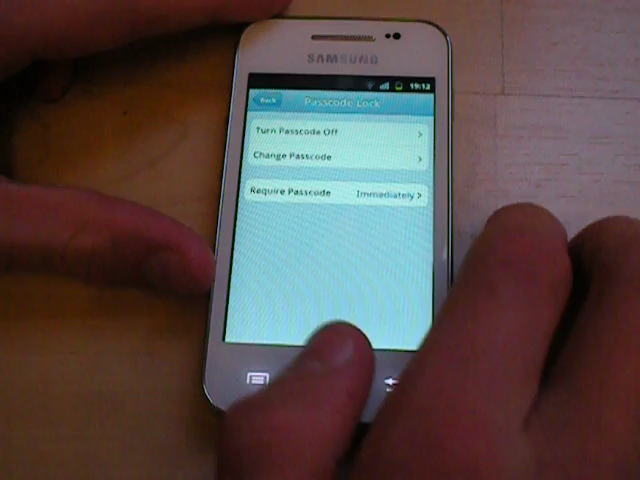 SAMSUNG
19:12
Back
Passcode Lock
Turn Passcode Off
Change Passcode
Require Passcode Immediately